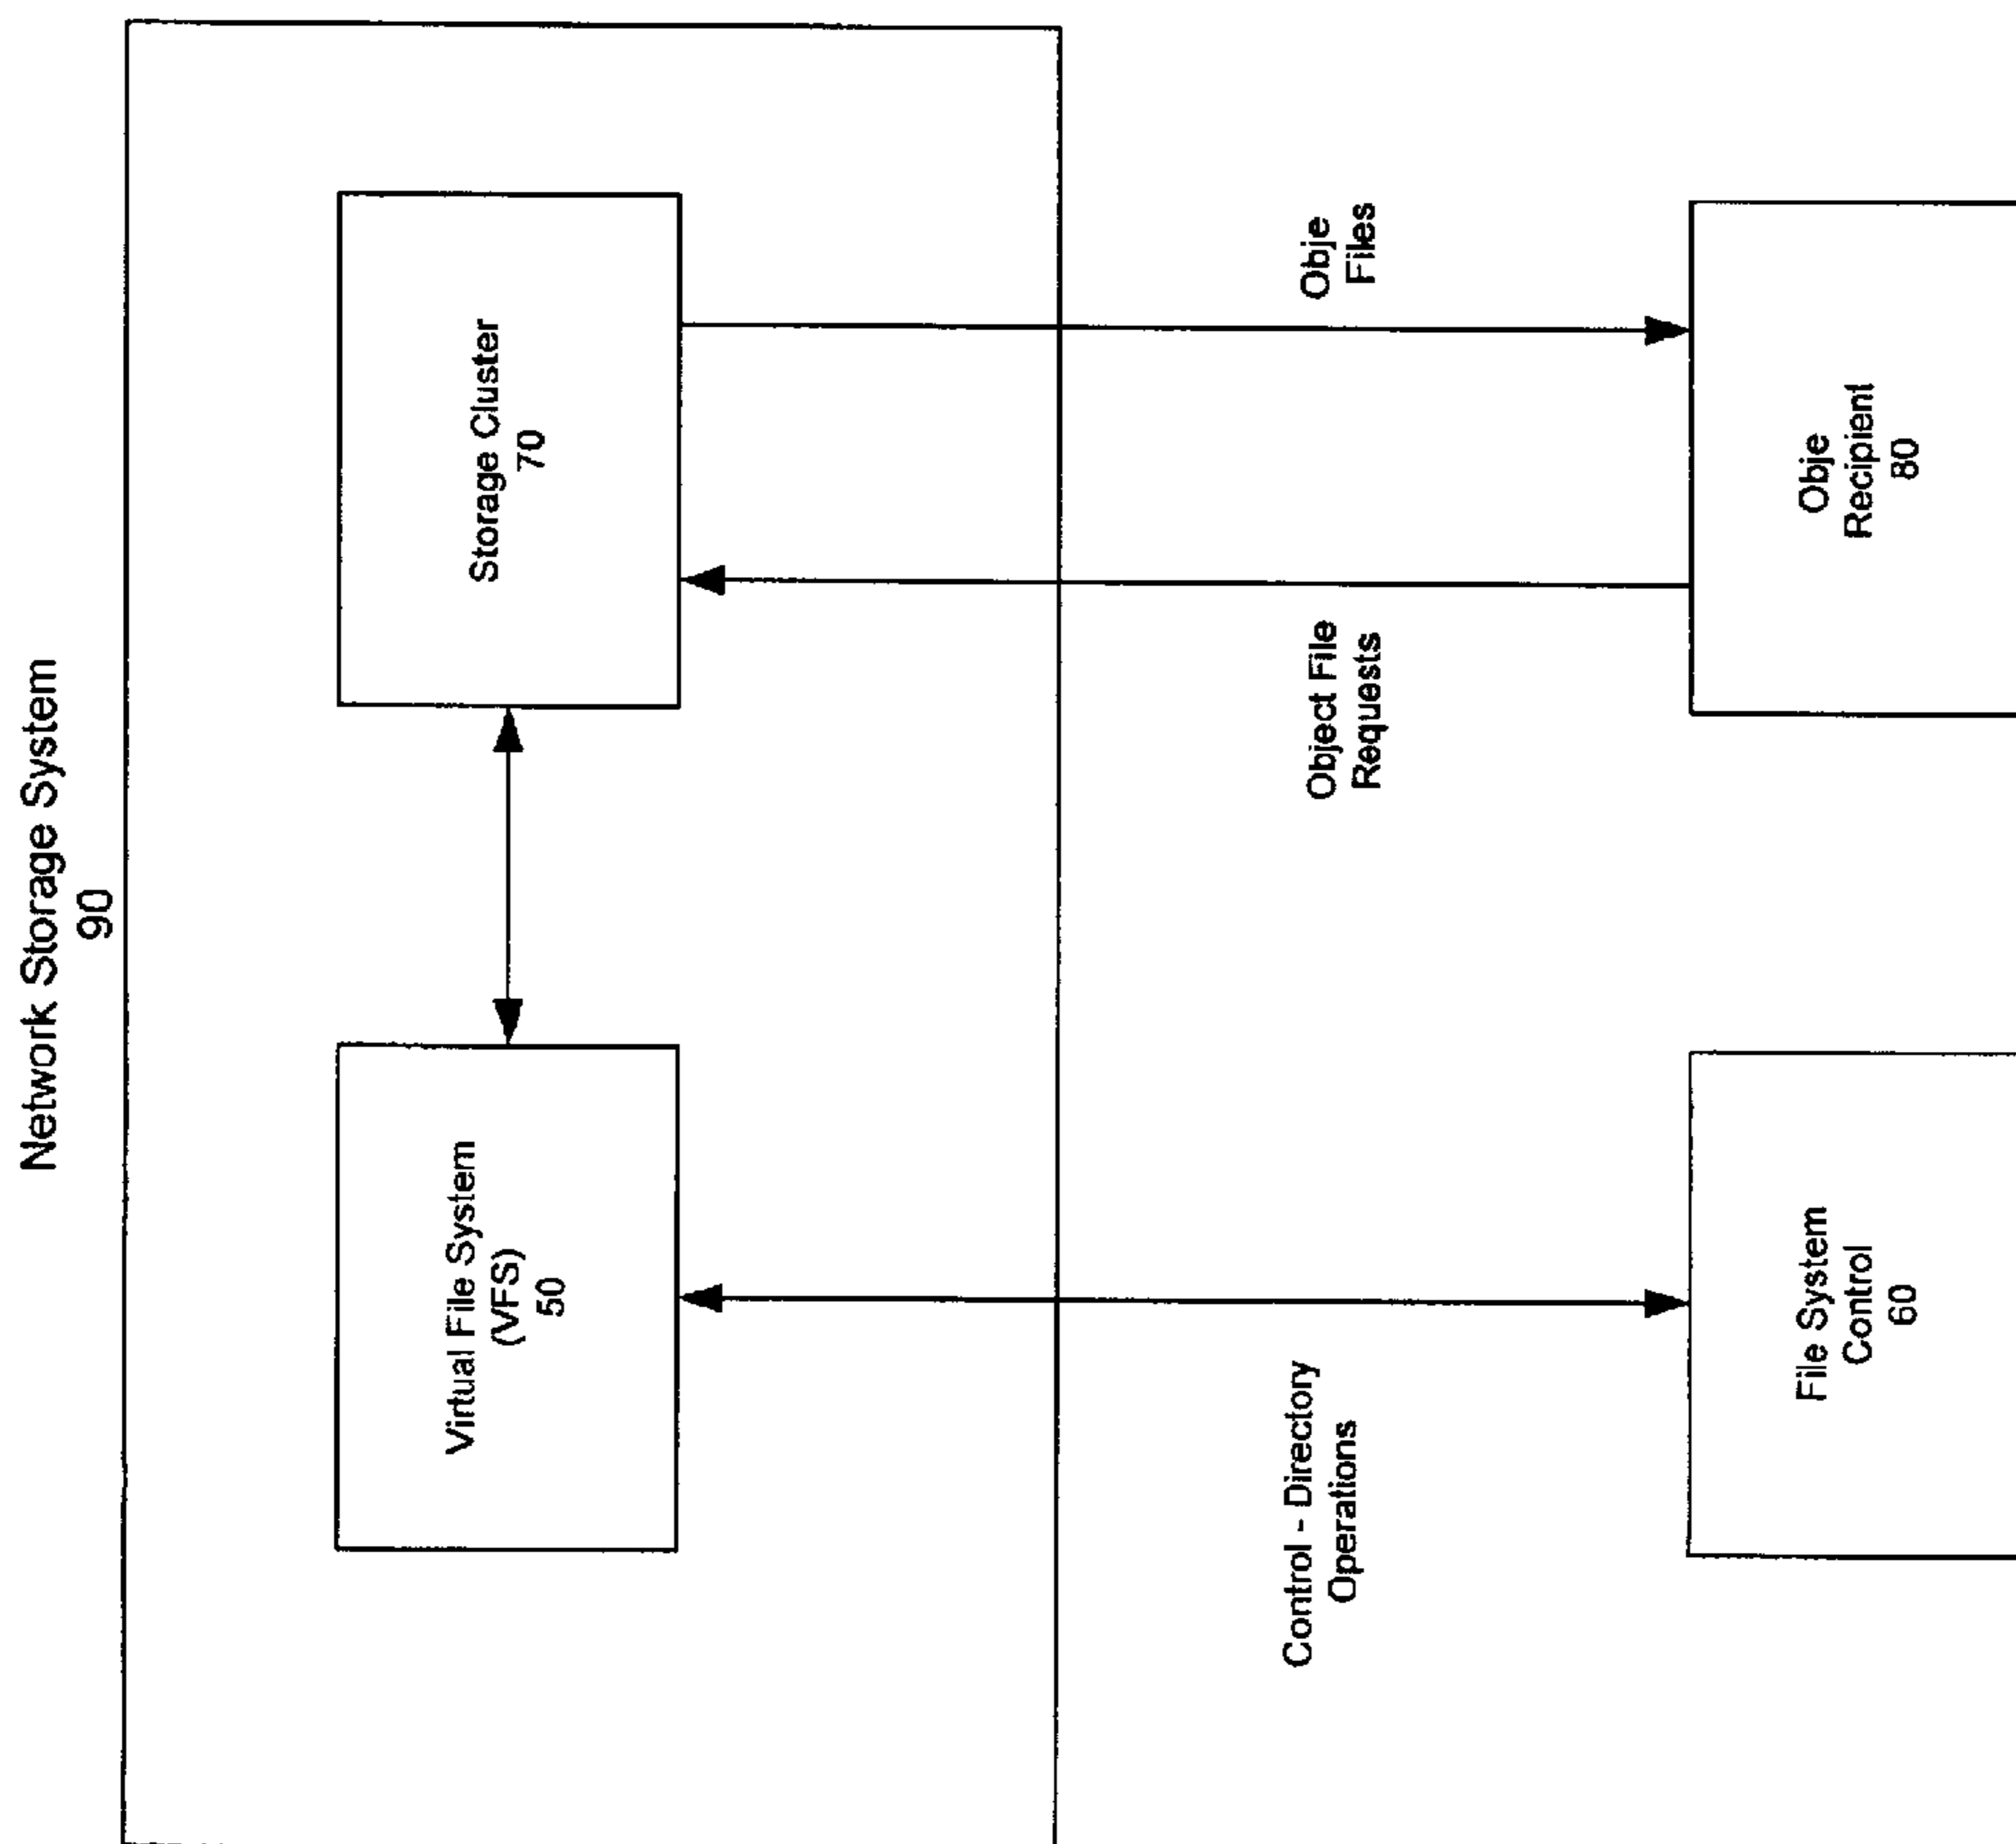 Network Storage System
90
Virtual File System
(VFS)
50
Storage Cluster
70
Control - Directory
Operations
Object File
Requests
Obje
Files
File System
Control
60
Obje
Recipient
80